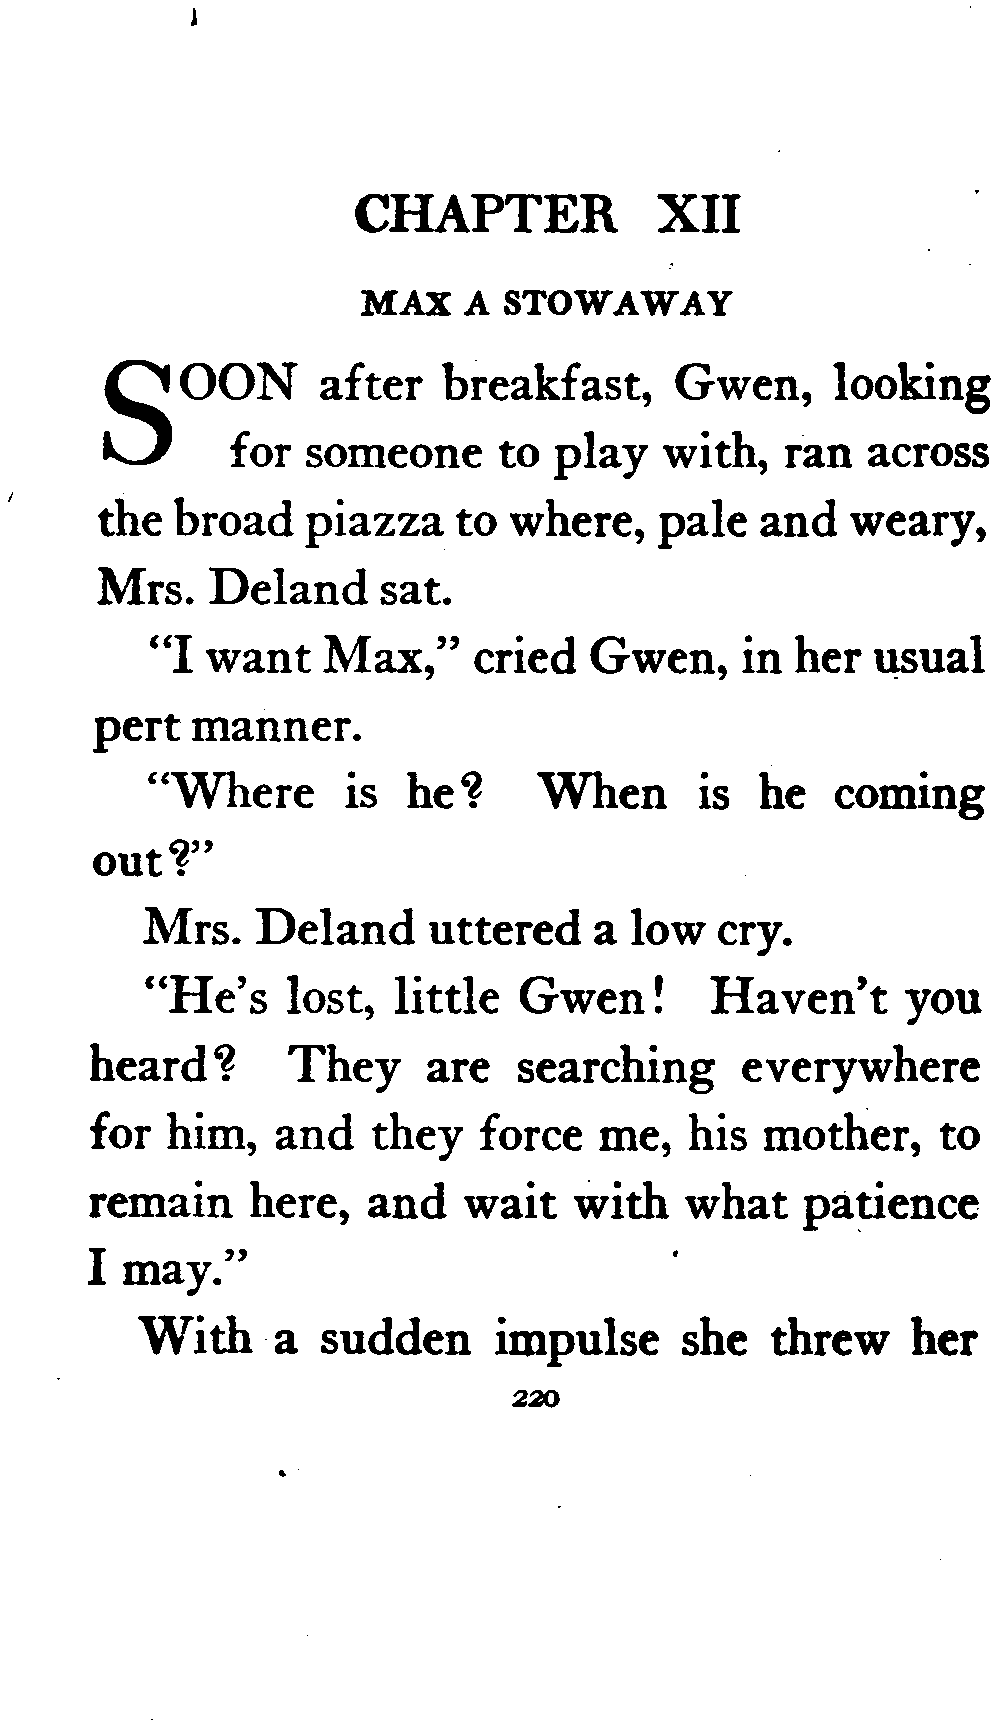 CHAPTER XII
MAX A STOWAWAY
SOON after breakfast, Gwen, looking
for someone to play with, ran across
the broad piazza to where, pale and weary,
Mrs. Deland sat.
"I want Max," cried Gwen, in her usual
pert manner.
"Where is he? When is he coming
out?"
Mrs. Deland uttered a low cry.
"He's lost, little Gwen! Haven't you
heard? They are searching everywhere
for him, and they force me, his mother, to
remain here, and wait with what patience
I may."
With a sudden impulse she threw her
220